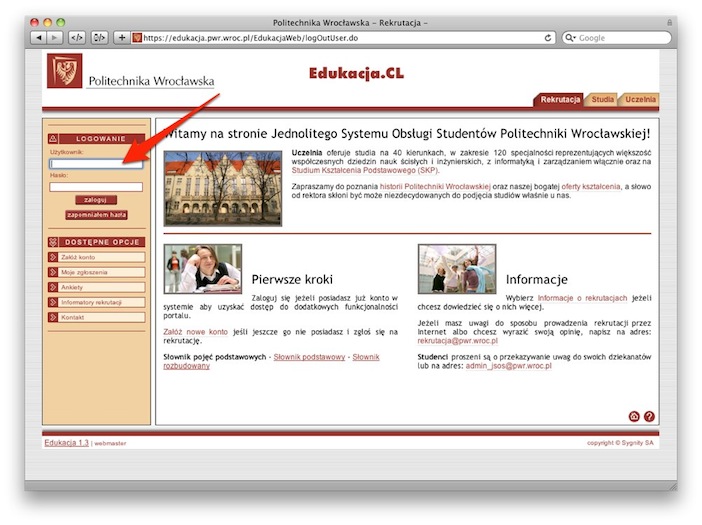 Politechnika Wrocławska – Rekrutacja –
https://edukacja.pwr.wroc.pl/EdukacjaWeb/logOutUser.do
Google
Politechnika Wrocławska
Edukacja.CL
Rekrutacja
Studia
Uczelnia
LOGOWANIE
Użytkownik:
Hasło:
zaloguj
zapomniałem hasła
DOSTĘPNE OPCJE
Załóż konto
Moje zgłoszenia
Ankiety
Informatory rekrutacji
Kontakt
Witamy na stronie Jednolitego Systemu Obsługi Studentów Politechniki Wrocławskiej!
Uczelnia oferuje studia na 40 kierunkach, w zakresie 120 specjalności reprezentujących większość
współczesnych dziedzin nauk ścisłych i inżynierskich, z informatyką i zarządzaniem włącznie oraz na
Studium Kształcenia Podstawowego (SKP).
Zapraszamy do poznania historii Politechniki Wrocławskiej oraz naszej bogatej oferty kształcenia, a słowo
od rektora skłoni być może niezdecydowanych do podjęcia studiów właśnie u nas.
Pierwsze kroki
Zaloguj się jeżeli posiadasz już konto w
systemie aby uzyskać dostęp do dodatkowych funkcjonalności
portalu.
Załóż nowe konto jeśli jeszcze go nie posiadasz i zgłoś się na
rekrutację.
Słownik pojęć podstawowych - Słownik podstawowy - Słownik
rozbudowany
Informacje
Wybierz Informacje o rekrutacjach jeżeli
chcesz dowiedzieć się o nich więcej.
Jeżeli masz uwagi do sposobu prowadzenia rekrutacji przez
Internet albo chcesz wyrazić swoją opinię, napisz na adres:
rekrutacja@pwr.wroc.pl
Studenci proszeni są o przekazywanie uwag do swoich dziekanatów
lub na adres: admin_jsos@pwr.wroc.pl
Edukacja 1.3 | webmaster
copyright © Sygnity SA